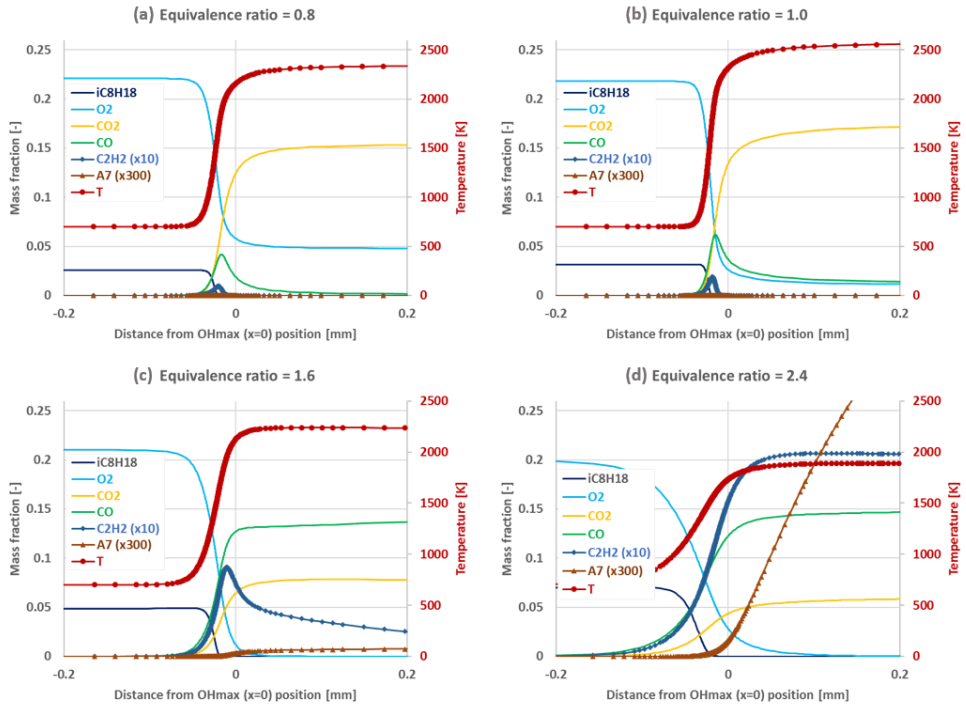 (a) Equivalence ratio = 0.8
0.25
0.2
0.15
0.1
0.05
0
Mass fraction [-]
iC8H18
O2
CO2
CO
C2H2 (x10)
A7 (x300)
T
2500
2000
1500
1000
500
0
Temperature [K]
-0.2
0
0.2
Distance from OHmax (x=0) position [mm]
(b) Equivalence ratio = 1.0
0.25
0.2
0.15
0.1
0.05
0
Mass fraction [-]
iC8H18
O2
CO2
CO
C2H2 (x10)
A7 (x300)
T
2500
2000
1500
1000
500
0
Temperature [K]
-0.2
0
0.2
Distance from OHmax (x=0) position [mm]
(c) Equivalence ratio = 1.6
0.25
0.2
0.15
0.1
0.05
0
Mass fraction [-]
iC8H18
O2
CO2
CO
C2H2 (x10)
A7 (x300)
T
2500
2000
1500
1000
500
0
Temperature [K]
-0.2
0
0.2
Distance from OHmax (x=0) position [mm]
(d) Equivalence ratio = 2.4
0.25
0.2
0.15
0.1
0.05
0
Mass fraction [-]
iC8H18
O2
CO2
CO
C2H2 (x10)
A7 (x300)
T
2500
2000
1500
1000
500
0
Temperature [K]
-0.2
0
0.2
Distance from OHmax (x=0) position [mm]